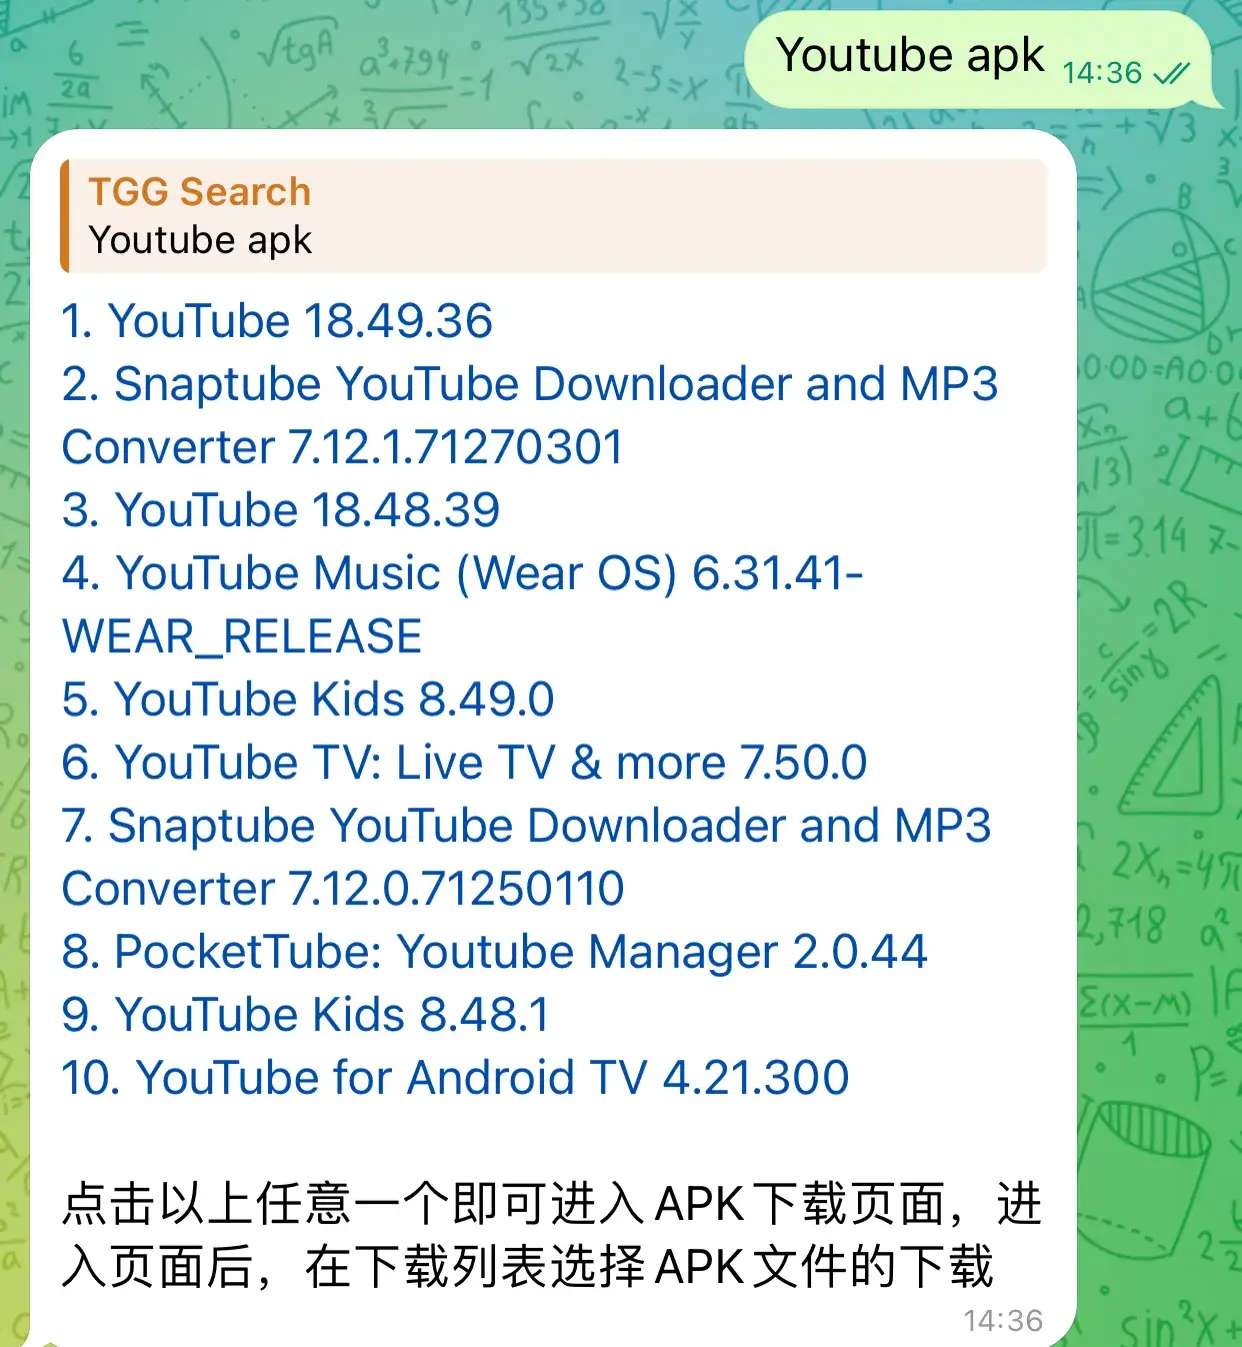 Youtube apk 14:36
TGG Search
Youtube apk
1. YouTube 18.49.36
2. Snaptube YouTube Downloader and MP3
Converter 7.12.1.71270301
3. YouTube 18.48.39
4. YouTube Music (Wear OS) 6.31.41-
WEAR_RELEASE
5. YouTube Kids 8.49.0
6. YouTube TV: Live TV & more 7.50.0
7. Snaptube YouTube Downloader and MP3
Converter 7.12.0.71250110
8. PocketTube: Youtube Manager 2.0.44
9. YouTube Kids 8.48.1
10. YouTube for Android TV 4.21.300
点击以上任意一个即可进入APK下载页面，进
入页面后，在下载列表选择APK文件的下载
14:36